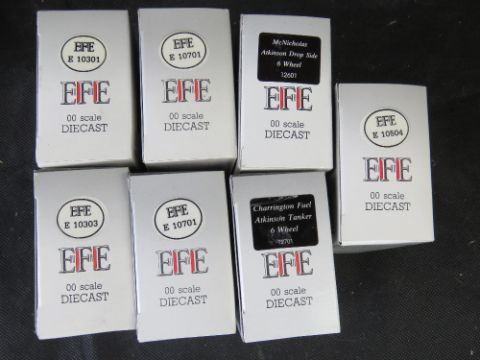 EFE
E 10301
EFE
00 scale
DIECAST
EFE
E 10701
EFE
00 scale
DIECAST
McNicholas
Atkinson Drop Side
6 Wheel
12601
EFE
00 scale
DIECAST
EFE
E 10504
EFE
00 scale
DIECAST
EFE
E 10303
EFE
00 scale
DIECAST
EFE
E 10701
EFE
00 scale
DIECAST
Charrington Fuel
Atkinson Tanker
6 Wheel
12701
EFE
00 scale
DIECAST